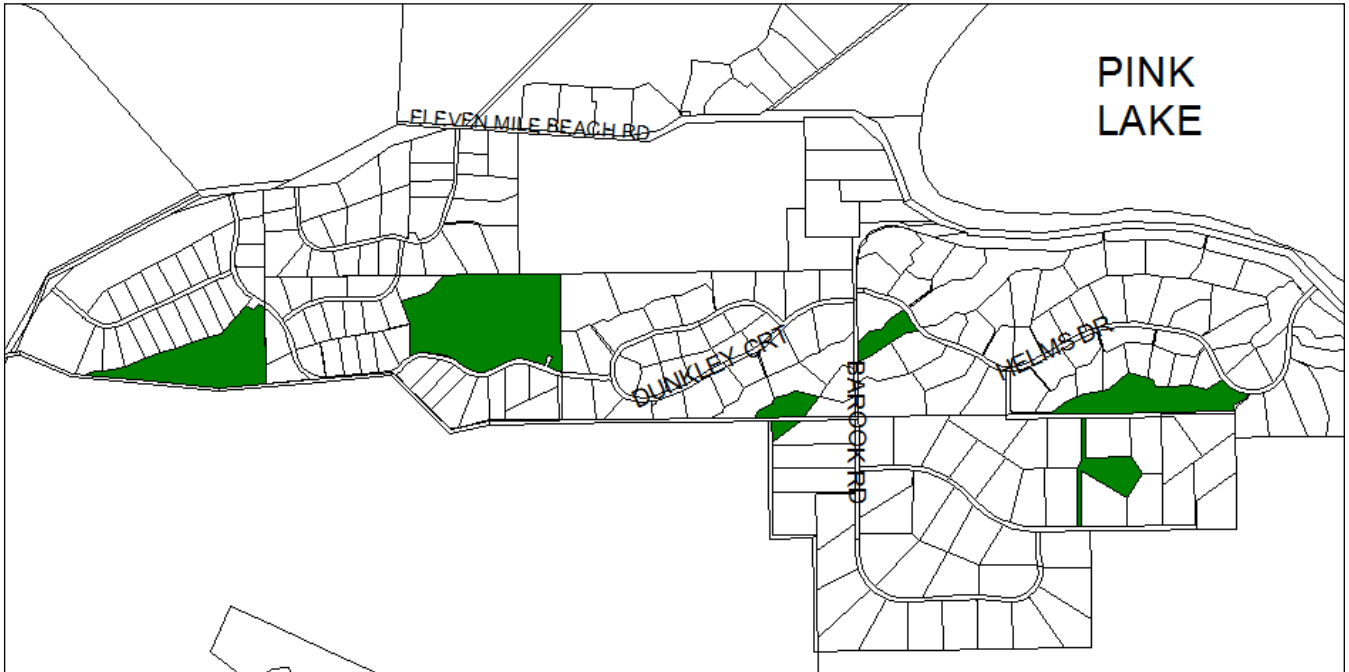 PINK
LAKE
ELEVEN MILE BEACH RD
DUNKLEY CRT
HELMS DR
BAROOK RD